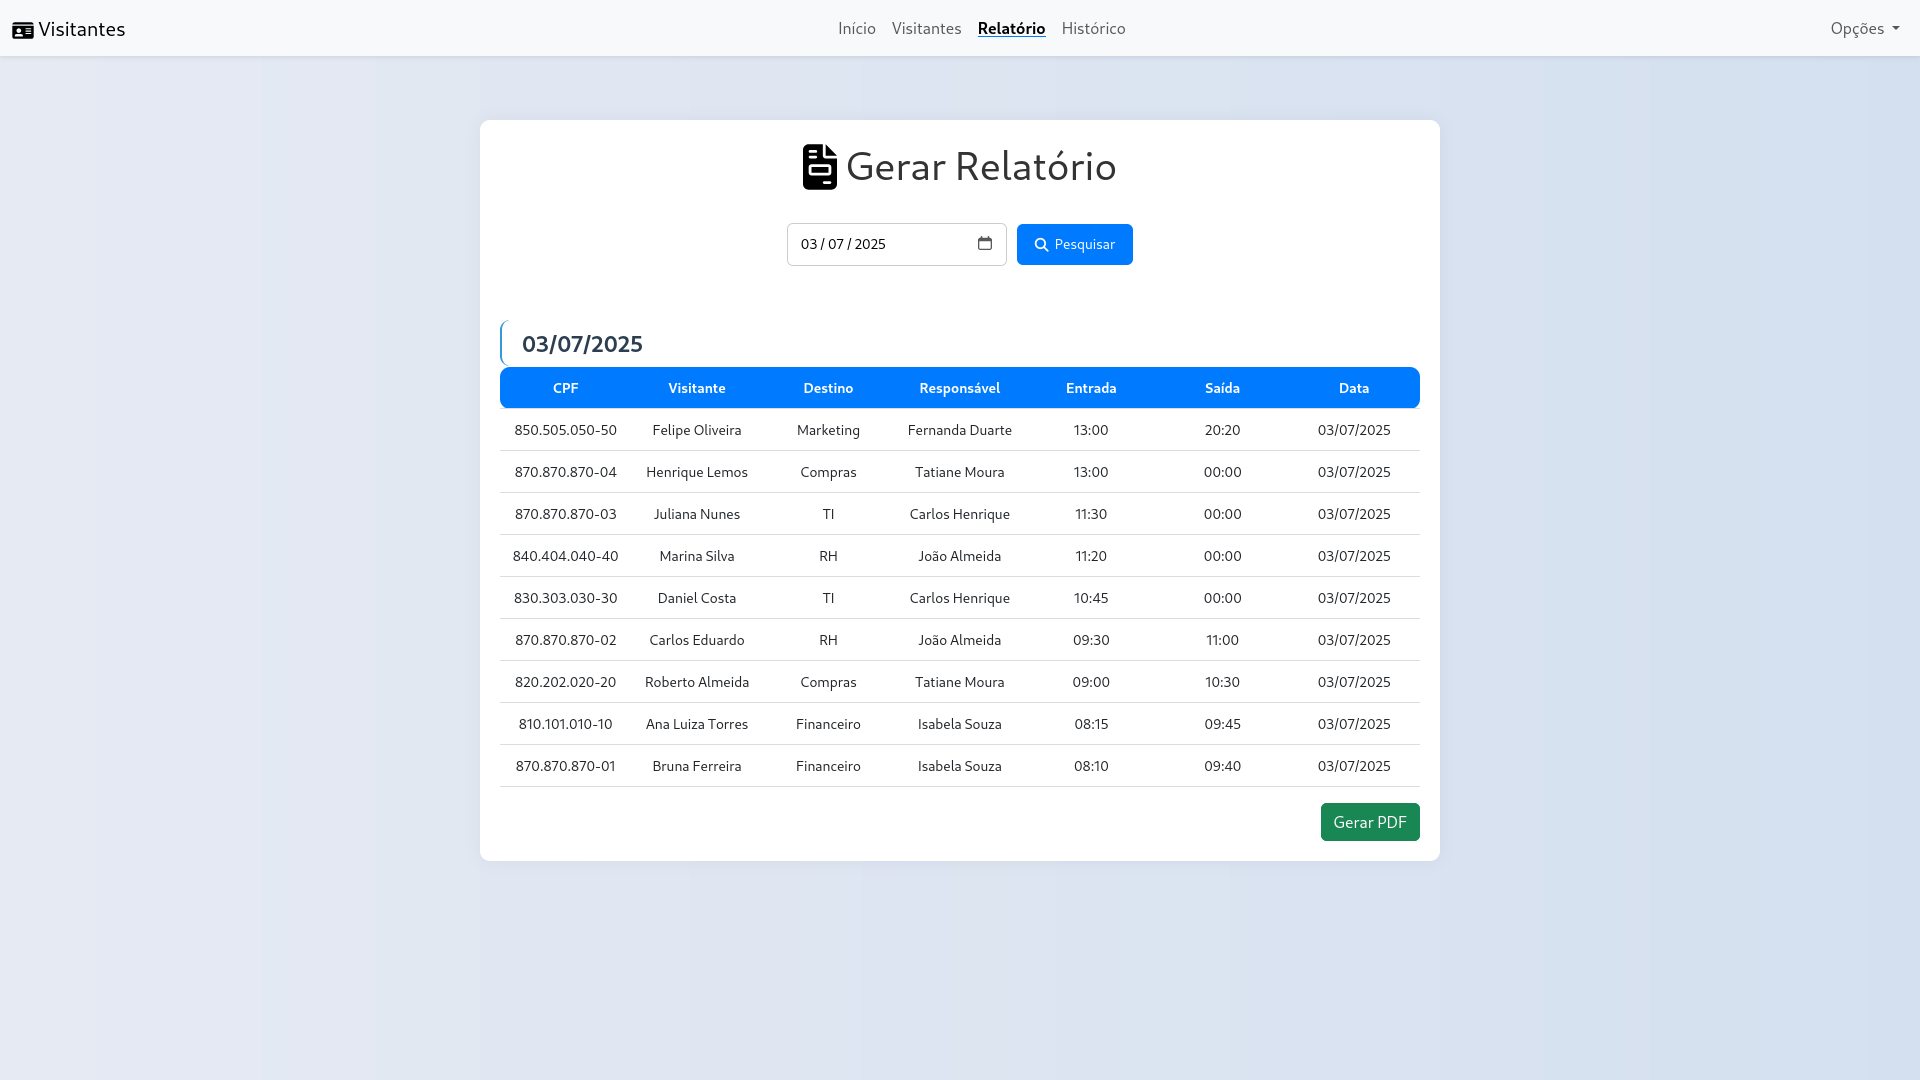 Visitantes Início Visitantes Relatório Histórico Opções
Gerar Relatório
03 / 07 / 2025 Pesquisar
03/07/2025
CPF Visitante Destino Responsável Entrada Saída Data
850.505.050-50 Felipe Oliveira Marketing Fernanda Duarte 13:00 20:20 03/07/2025
870.870.870-04 Henrique Lemos Compras Tatiane Moura 13:00 00:00 03/07/2025
870.870.870-03 Juliana Nunes TI Carlos Henrique 11:30 00:00 03/07/2025
840.404.040-40 Marina Silva RH João Almeida 11:20 00:00 03/07/2025
830.303.030-30 Daniel Costa TI Carlos Henrique 10:45 00:00 03/07/2025
870.870.870-02 Carlos Eduardo RH João Almeida 09:30 11:00 03/07/2025
820.202.020-20 Roberto Almeida Compras Tatiane Moura 09:00 10:30 03/07/2025
810.101.010-10 Ana Luiza Torres Financeiro Isabela Souza 08:15 09:45 03/07/2025
870.870.870-01 Bruna Ferreira Financeiro Isabela Souza 08:10 09:40 03/07/2025
Gerar PDF